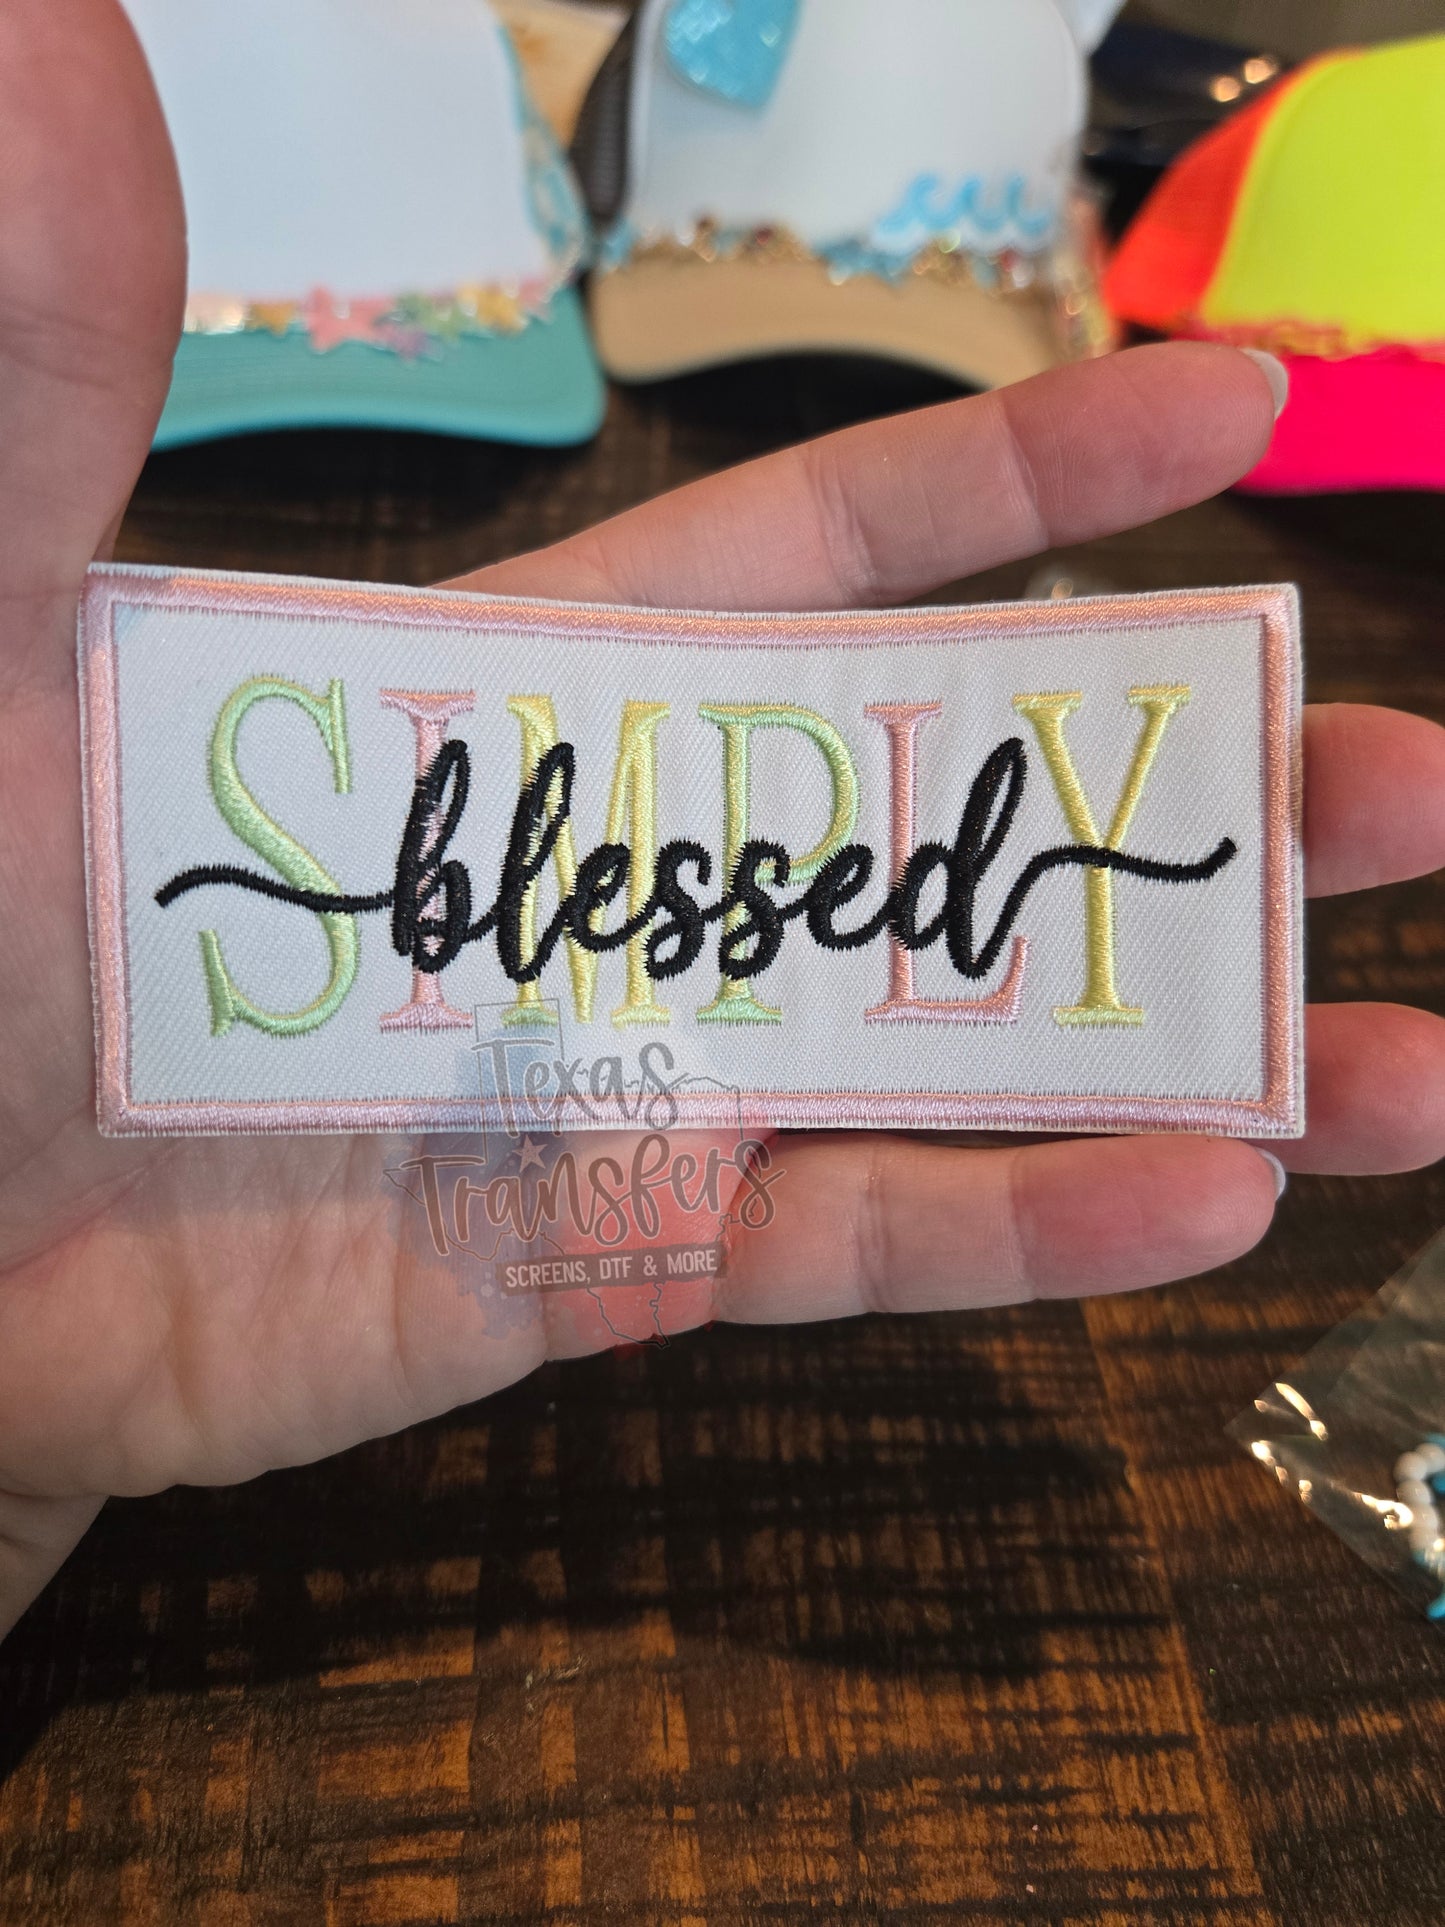 SIMPLY
blessed
Texas
Transfers
SCREENS, DTF & MORE